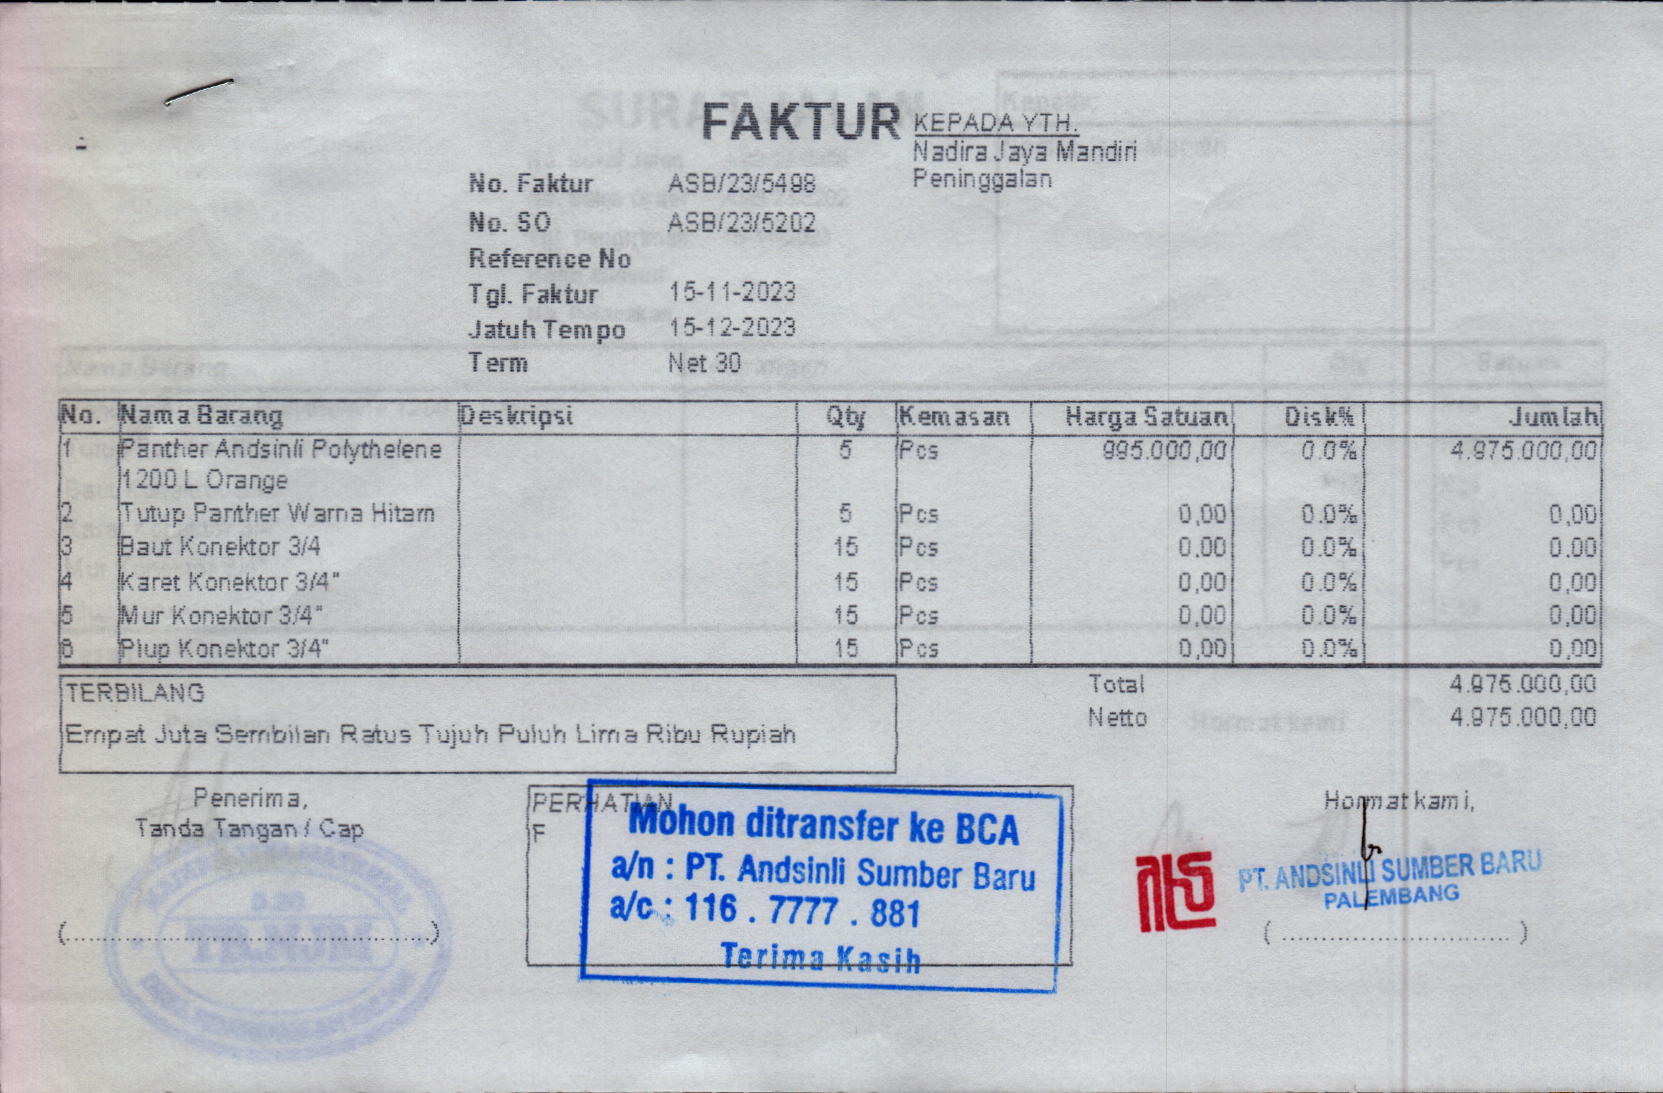 FAKTUR
KEPADA YTH.
Nadira Jaya Mandiri
Peninggalan
No. Faktur ASB/23/5498
No. SO ASB/23/5202
Reference No
Tgl. Faktur 15-11-2023
Jatuh Tempo 15-12-2023
Term Net 30
No. Nama Barang Deskripsi Qty Kemasan Harga Satuan Disk% Jumlah
1 Panther Andsinli Polythelene 5 Pcs 995.000,00 0.0% 4.975.000,00
1200 L Orange
2 Tutup Panther Warna Hitam 5 Pcs 0,00 0.0% 0,00
3 Baut Konektor 3/4 15 Pcs 0,00 0.0% 0,00
4 Karet Konektor 3/4" 15 Pcs 0,00 0.0% 0,00
5 Mur Konektor 3/4" 15 Pcs 0,00 0.0% 0,00
6 Plup Konektor 3/4" 15 Pcs 0,00 0.0% 0,00
TERBILANG
Empat Juta Sembilan Ratus Tujuh Puluh Lima Ribu Rupiah
Total 4.975.000,00
Netto 4.975.000,00
Penerima,
Tanda Tangan / Cap
TB.NJM
PERHATIAN
F
Mohon ditransfer ke BCA
a/n : PT. Andsinli Sumber Baru
a/c : 116 . 7777 . 881
Terima Kasih
Hormat kami,
PT. ANDSINLI SUMBER BARU
PALEMBANG